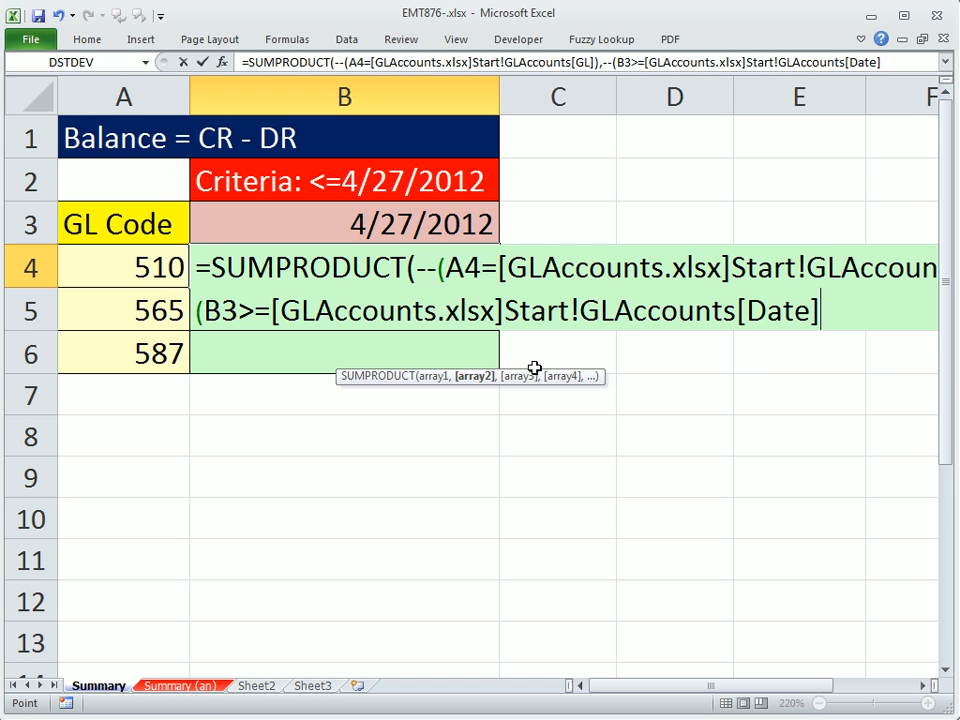 EMT876-.xlsx - Microsoft Excel
File Home Insert Page Layout Formulas Data Review View Developer Fuzzy Lookup PDF
DSTDEV fx =SUMPRODUCT(--(A4=[GLAccounts.xlsx]Start!GLAccounts[GL]),--(B3>=[GLAccounts.xlsx]Start!GLAccounts[Date]
A B C D E F
1 Balance = CR - DR
2 Criteria: <=4/27/2012
3 GL Code 4/27/2012
4 510 =SUMPRODUCT(--(A4=[GLAccounts.xlsx]Start!GLAccoun
5 565 (B3>=[GLAccounts.xlsx]Start!GLAccounts[Date]
6 587
SUMPRODUCT(array1, [array2], [array3], [array4], ...)
7
8
9
10
11
12
13
14
Summary Summary (an) Sheet2 Sheet3
Point 220%